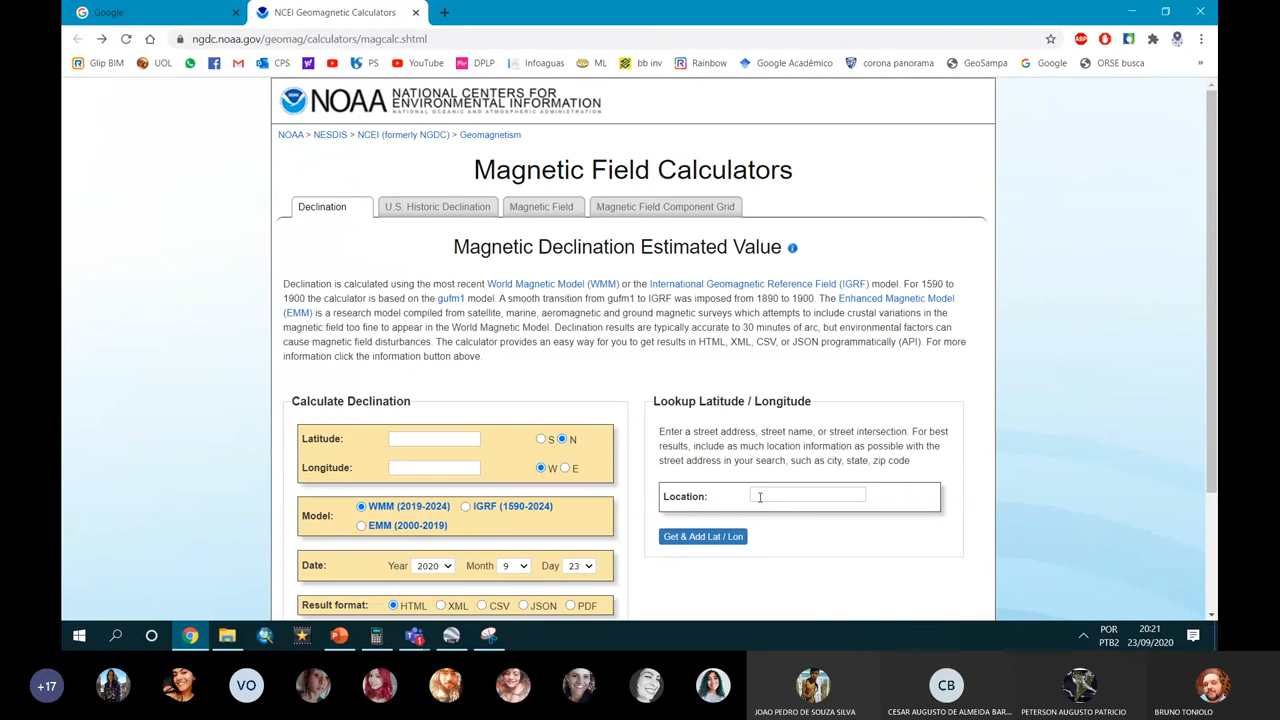 Google
NCEI Geomagnetic Calculators
ngdc.noaa.gov/geomag/calculators/magcalc.shtml
ABP
Glip BIM
UOL
CPS
PS
YouTube
DPLP
Infoaguas
ML
bb inv
Rainbow
Google Acadêmico
corona panorama
GeoSampa
Google
ORSE busca
»
NOAA
NATIONAL CENTERS FOR
ENVIRONMENTAL INFORMATION
NATIONAL OCEANIC AND ATMOSPHERIC ADMINISTRATION
NOAA > NESDIS > NCEI (formerly NGDC) > Geomagnetism
Magnetic Field Calculators
Declination
U.S. Historic Declination
Magnetic Field
Magnetic Field Component Grid
Magnetic Declination Estimated Value
Declination is calculated using the most recent World Magnetic Model (WMM) or the International Geomagnetic Reference Field (IGRF) model. For 1590 to
1900 the calculator is based on the gufm1 model. A smooth transition from gufm1 to IGRF was imposed from 1890 to 1900. The Enhanced Magnetic Model
(EMM) is a research model compiled from satellite, marine, aeromagnetic and ground magnetic surveys which attempts to include crustal variations in the
magnetic field too fine to appear in the World Magnetic Model. Declination results are typically accurate to 30 minutes of arc, but environmental factors can
cause magnetic field disturbances. The calculator provides an easy way for you to get results in HTML, XML, CSV, or JSON programmatically (API). For more
information click the information button above.
Calculate Declination
Latitude:
S
N
Longitude:
W
E
Model:
WMM (2019-2024)
IGRF (1590-2024)
EMM (2000-2019)
Date:
Year 2020 Month 9 Day 23
Result format:
HTML
XML
CSV
JSON
PDF
Lookup Latitude / Longitude
Enter a street address, street name, or street intersection. For best
results, include as much location information as possible with the
street address in your search, such as city, state, zip code
Location:
Get & Add Lat / Lon
POR
PTB2
20:21
23/09/2020
+17
VO
CB
JOAO PEDRO DE SOUZA SILVA
CESAR AUGUSTO DE ALMEIDA BAR...
PETERSON AUGUSTO PATRICIO
BRUNO TONIOLO